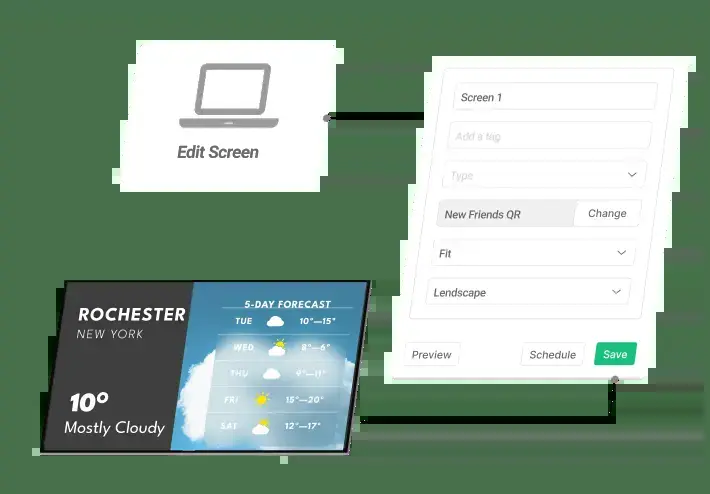 Edit Screen
Screen 1
Add a tag
Type
New Friends QR
Change
Fit
Lendscape
Preview
Schedule
Save
ROCHESTER
NEW YORK
10°
Mostly Cloudy
5-DAY FORECAST
TUE 10°—15°
WED 8°—6°
THU 9°—11°
FRI 15°—20°
SAT 12°—17°